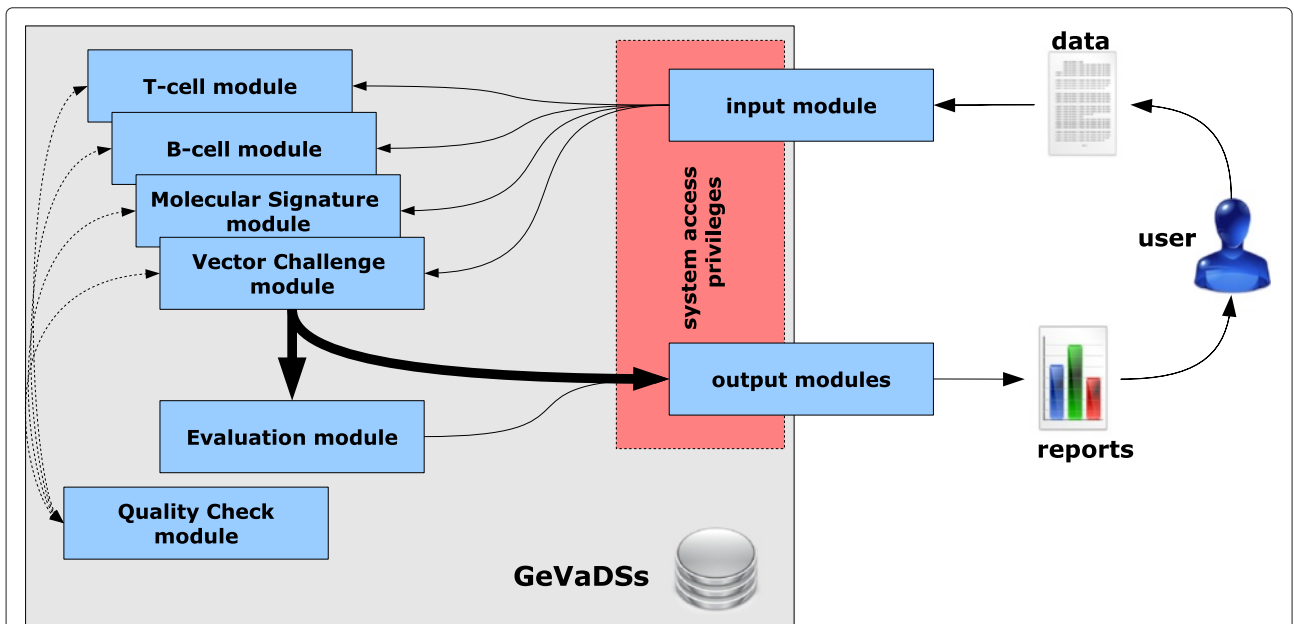 data
T-cell module
input module
B-cell module
Molecular Signature
module
system access
privileges
user
Vector Challenge
module
output modules
Evaluation module
reports
Quality Check
module
GeVaDSs